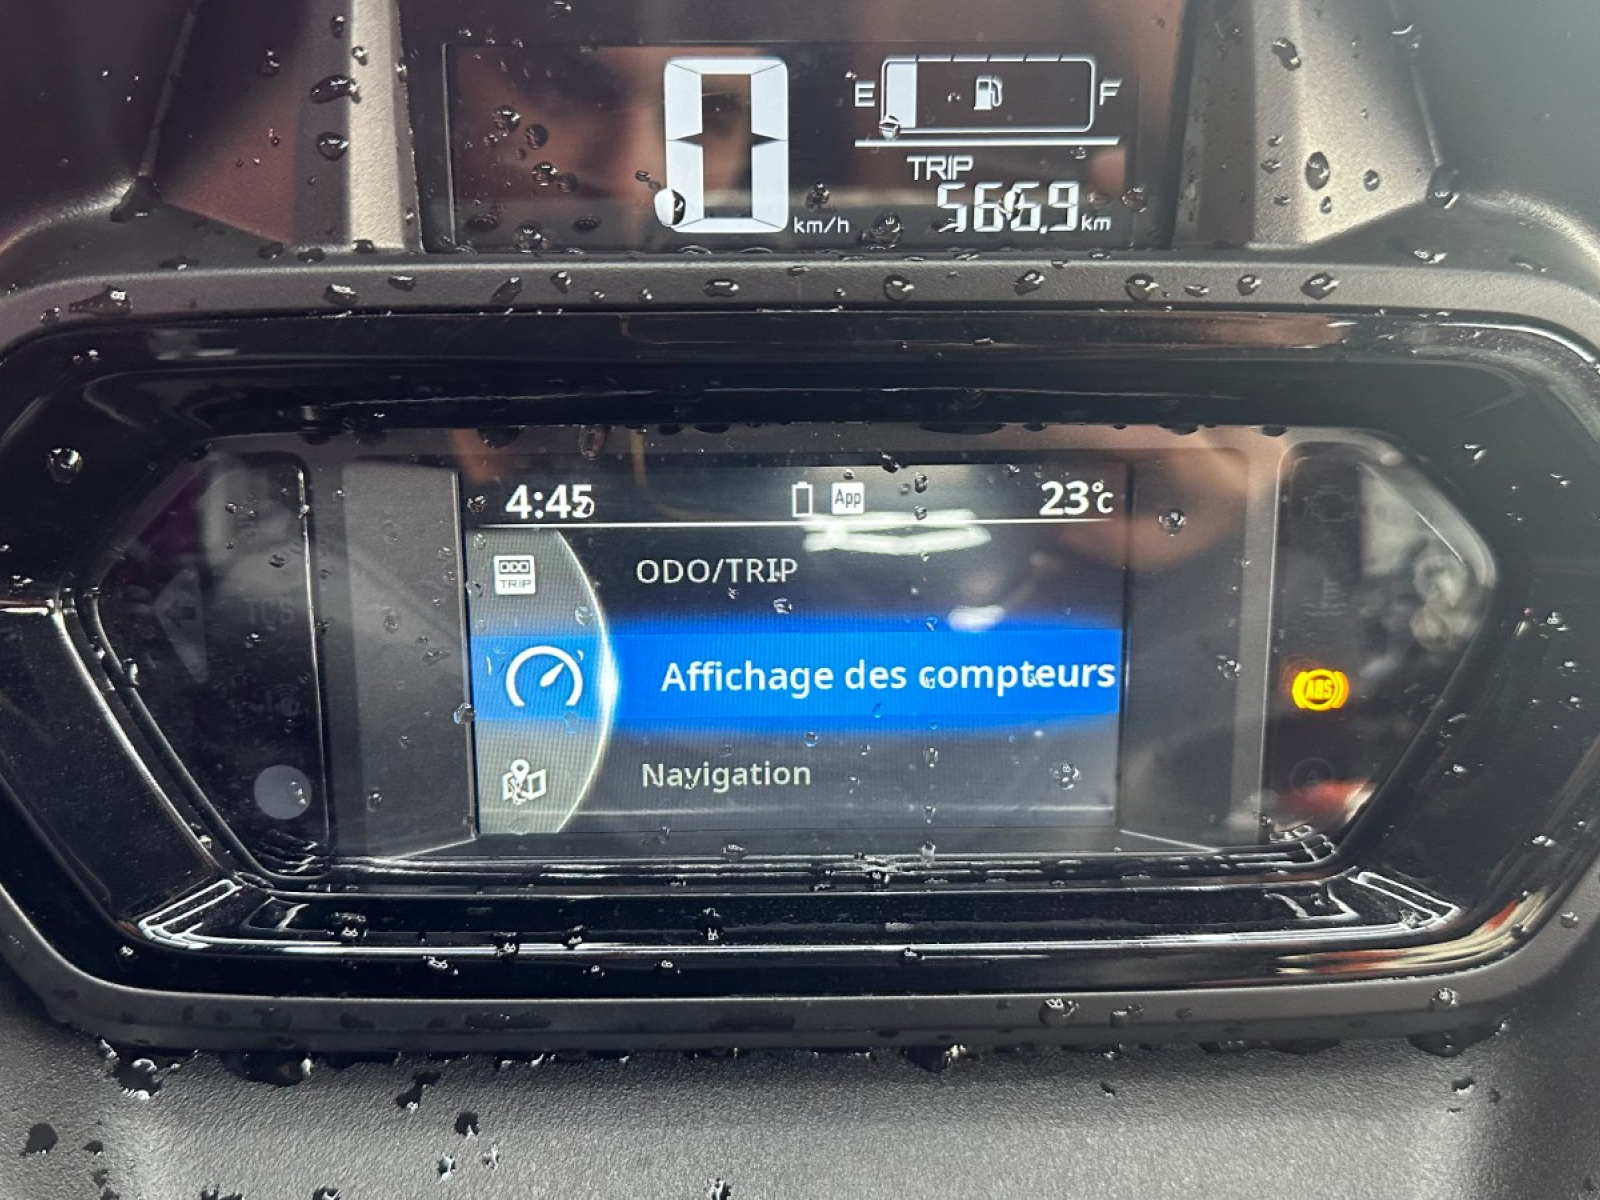 0 km/h
E F
TRIP
566.9 km
4:45 App 23°C
ODO TRIP ODO/TRIP
Affichage des compteurs
Navigation
TCS
ABS